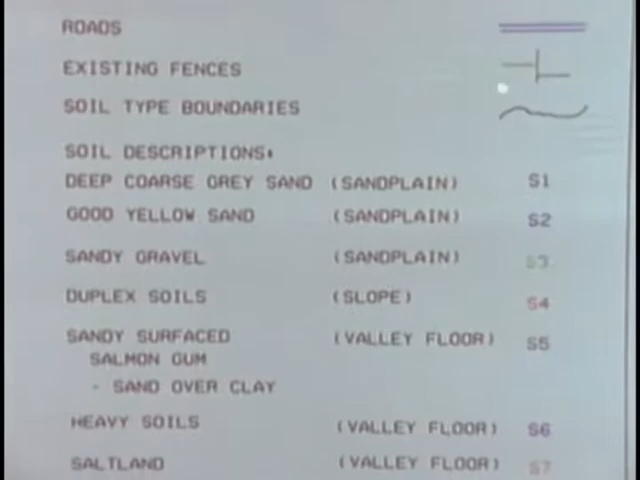 ROADS
EXISTING FENCES
SOIL TYPE BOUNDARIES
SOIL DESCRIPTIONS:
DEEP COARSE GREY SAND (SANDPLAIN) S1
GOOD YELLOW SAND (SANDPLAIN) S2
SANDY GRAVEL (SANDPLAIN) S3
DUPLEX SOILS (SLOPE) S4
SANDY SURFACED (VALLEY FLOOR) S5
SALMON GUM
- SAND OVER CLAY
HEAVY SOILS (VALLEY FLOOR) S6
SALTLAND (VALLEY FLOOR) S7